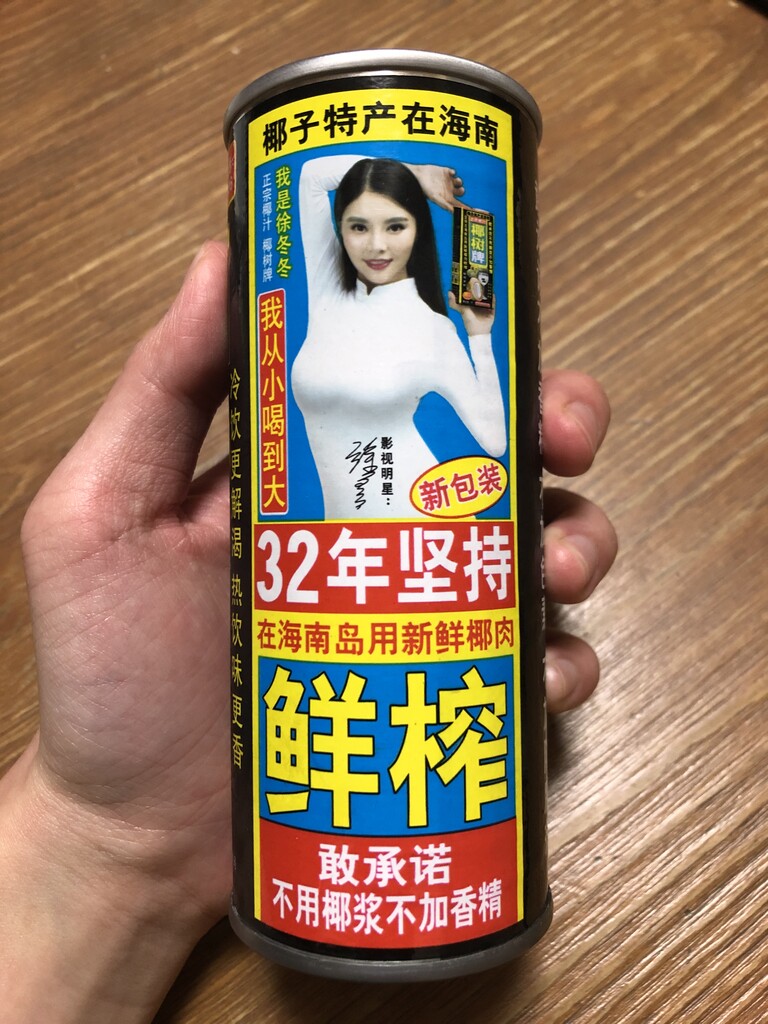 椰子特产在海南
我是徐冬冬
正宗椰汁 椰树牌
椰树牌
我从小喝到大
影视明星：
新包装
32年坚持
在海南岛用新鲜椰肉
鲜榨
敢承诺
不用椰浆不加香精
冷饮更解渴 热饮味更香